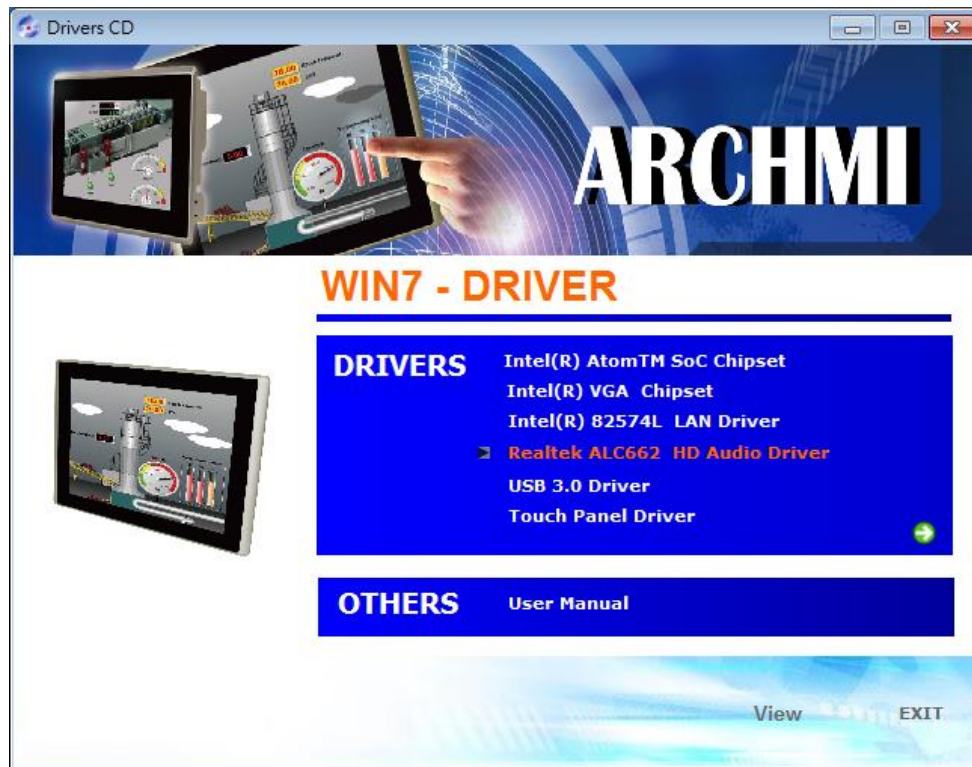 Drivers CD
ARCHMI
WIN7 - DRIVER
DRIVERS
Intel(R) AtomTM SoC Chipset
Intel(R) VGA Chipset
Intel(R) 82574L LAN Driver
Realtek ALC662 HD Audio Driver
USB 3.0 Driver
Touch Panel Driver
OTHERS
User Manual
View
EXIT